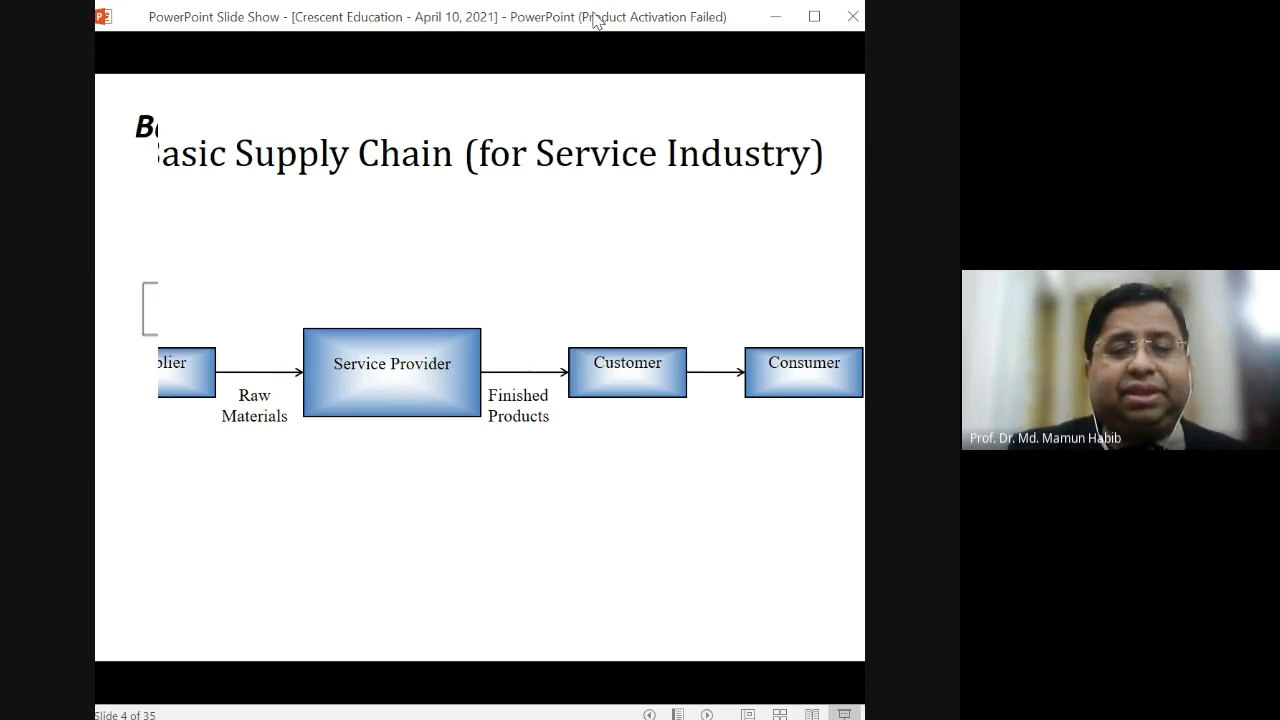 PowerPoint Slide Show - [Crescent Education - April 10, 2021] - PowerPoint (Product Activation Failed)
asic Supply Chain (for Service Industry)
plier
Service Provider
Customer
Consumer
Raw
Materials
Finished
Products
Prof. Dr. Md. Mamun Habib
Slide 4 of 35